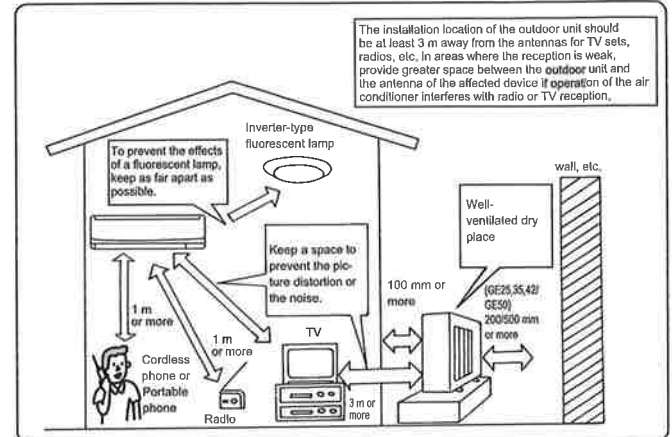 The installation location of the outdoor unit should
be at least 3 m away from the antennas for TV sets,
radios, etc. In areas where the reception is weak,
provide greater space between the outdoor unit and
the antenna of the affected device if operation of the air
conditioner interferes with radio or TV reception.
Inverter-type
fluorescent lamp
To prevent the effects
of a fluorescent lamp,
keep as far apart as
possible.
wall, etc.
Well-
ventilated dry
place
Keep a space to
prevent the pic-
ture distortion or
the noise.
100 mm or
more
(GE25,35,42/
GE50)
200/500 mm
or more
1 m
or more
1 m
or more
TV
Cordless
phone or
Portable
phone
Radio
3 m or
more